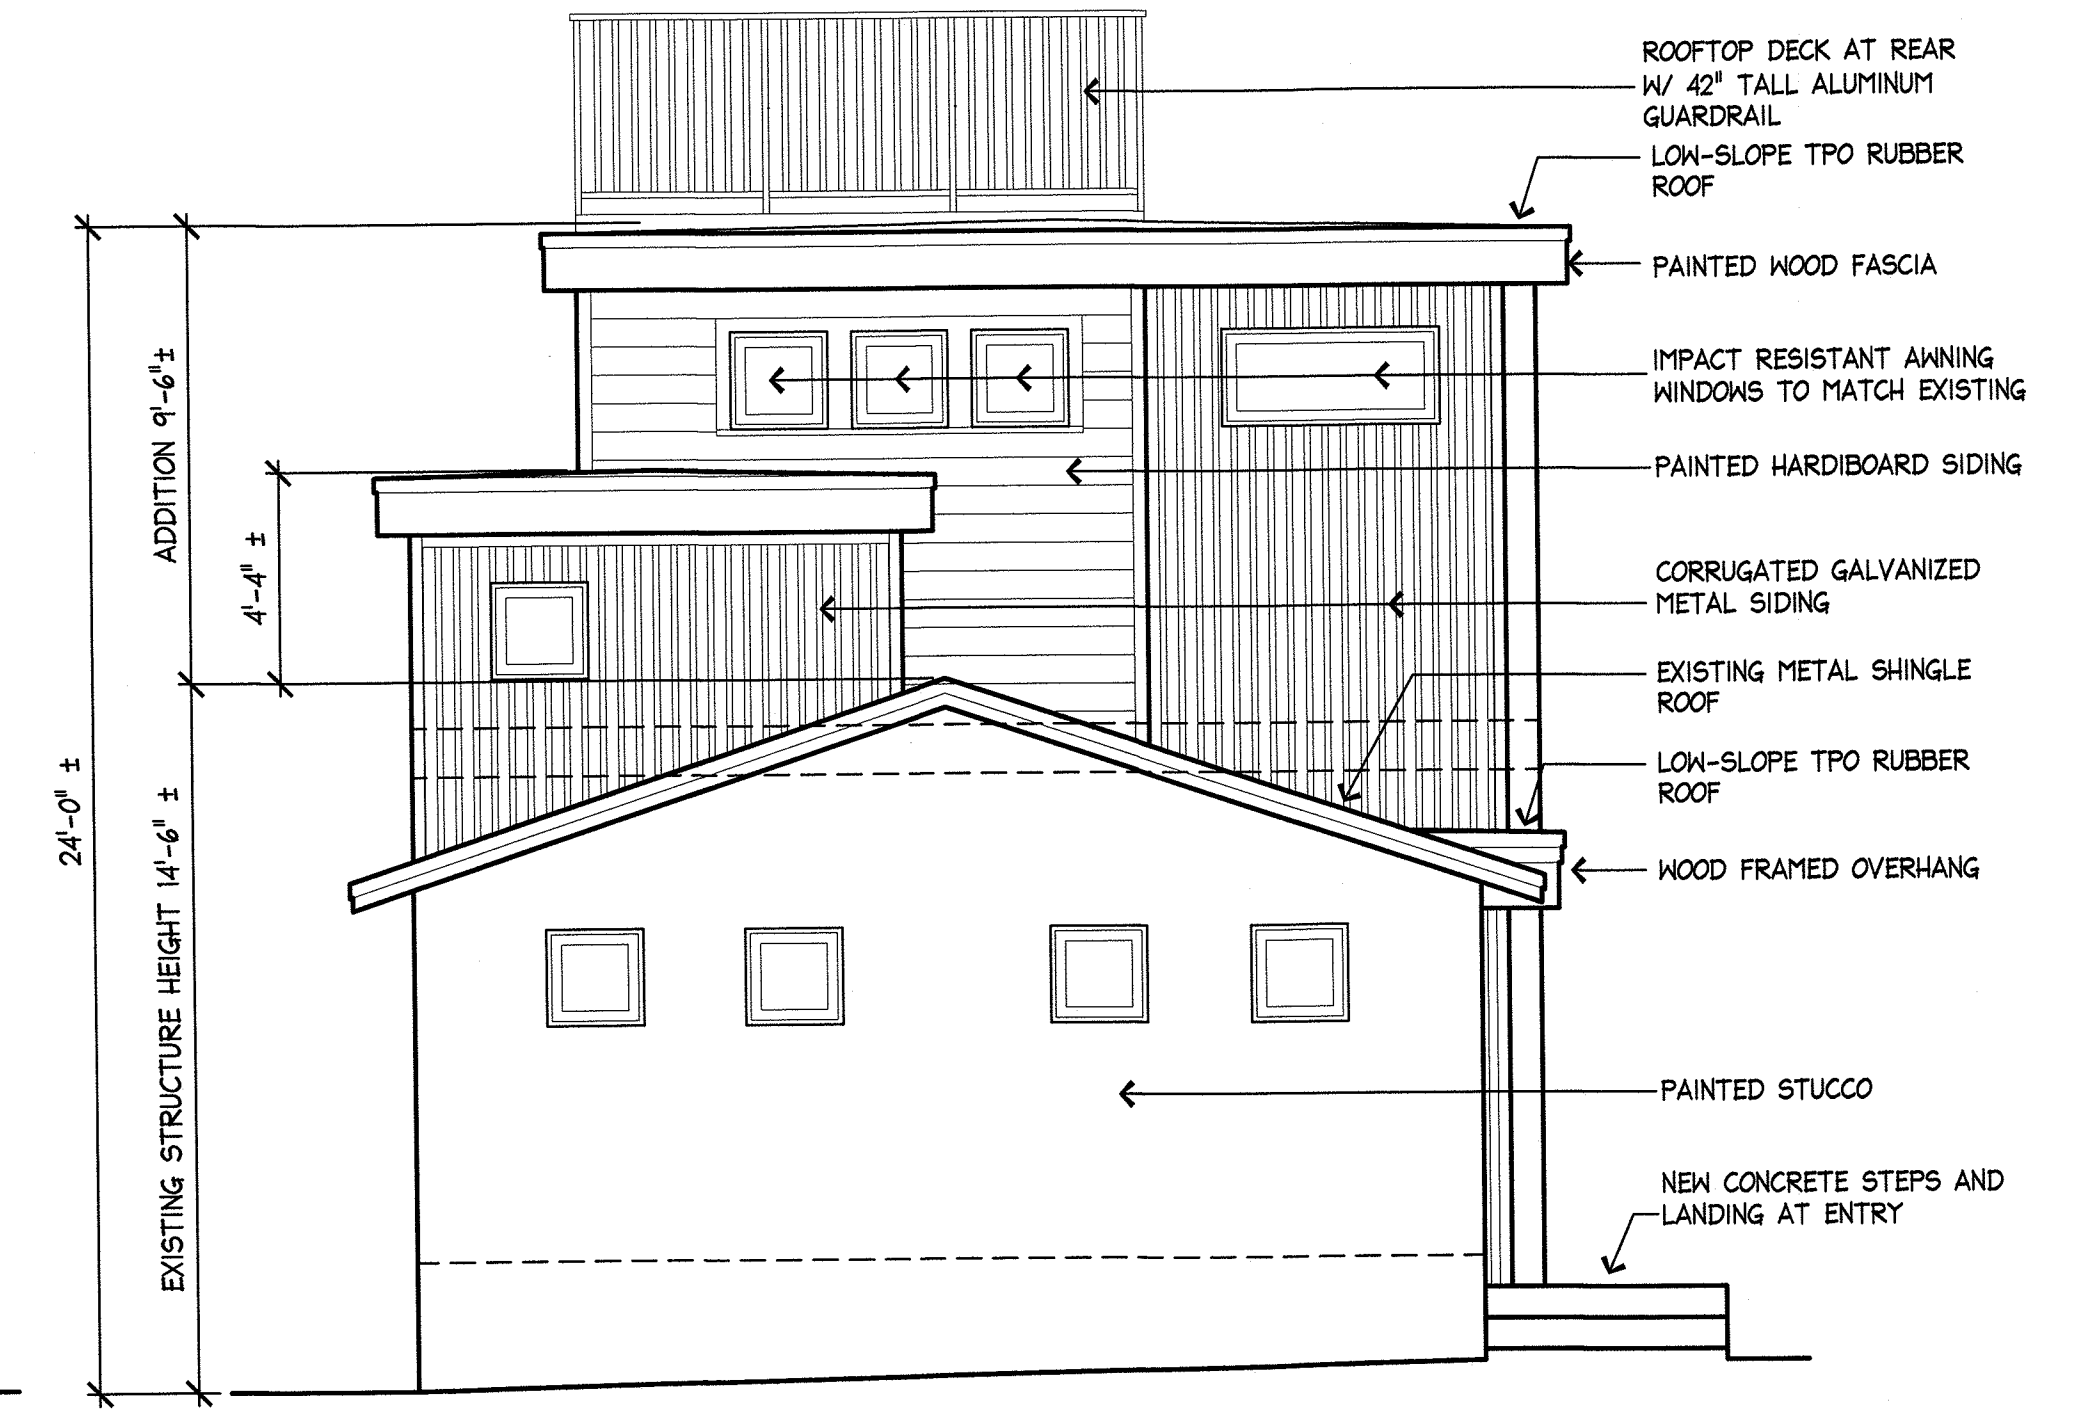 ROOFTOP DECK AT REAR
W/ 42" TALL ALUMINUM
GUARDRAIL
LOW-SLOPE TPO RUBBER
ROOF
PAINTED WOOD FASCIA
IMPACT RESISTANT AWNING
WINDOWS TO MATCH EXISTING
PAINTED HARDIBOARD SIDING
CORRUGATED GALVANIZED
METAL SIDING
EXISTING METAL SHINGLE
ROOF
LOW-SLOPE TPO RUBBER
ROOF
WOOD FRAMED OVERHANG
PAINTED STUCCO
NEW CONCRETE STEPS AND
LANDING AT ENTRY
24'-0" ±
ADDITION 9'-6"±
EXISTING STRUCTURE HEIGHT 14'-6" ±
4'-4" ±